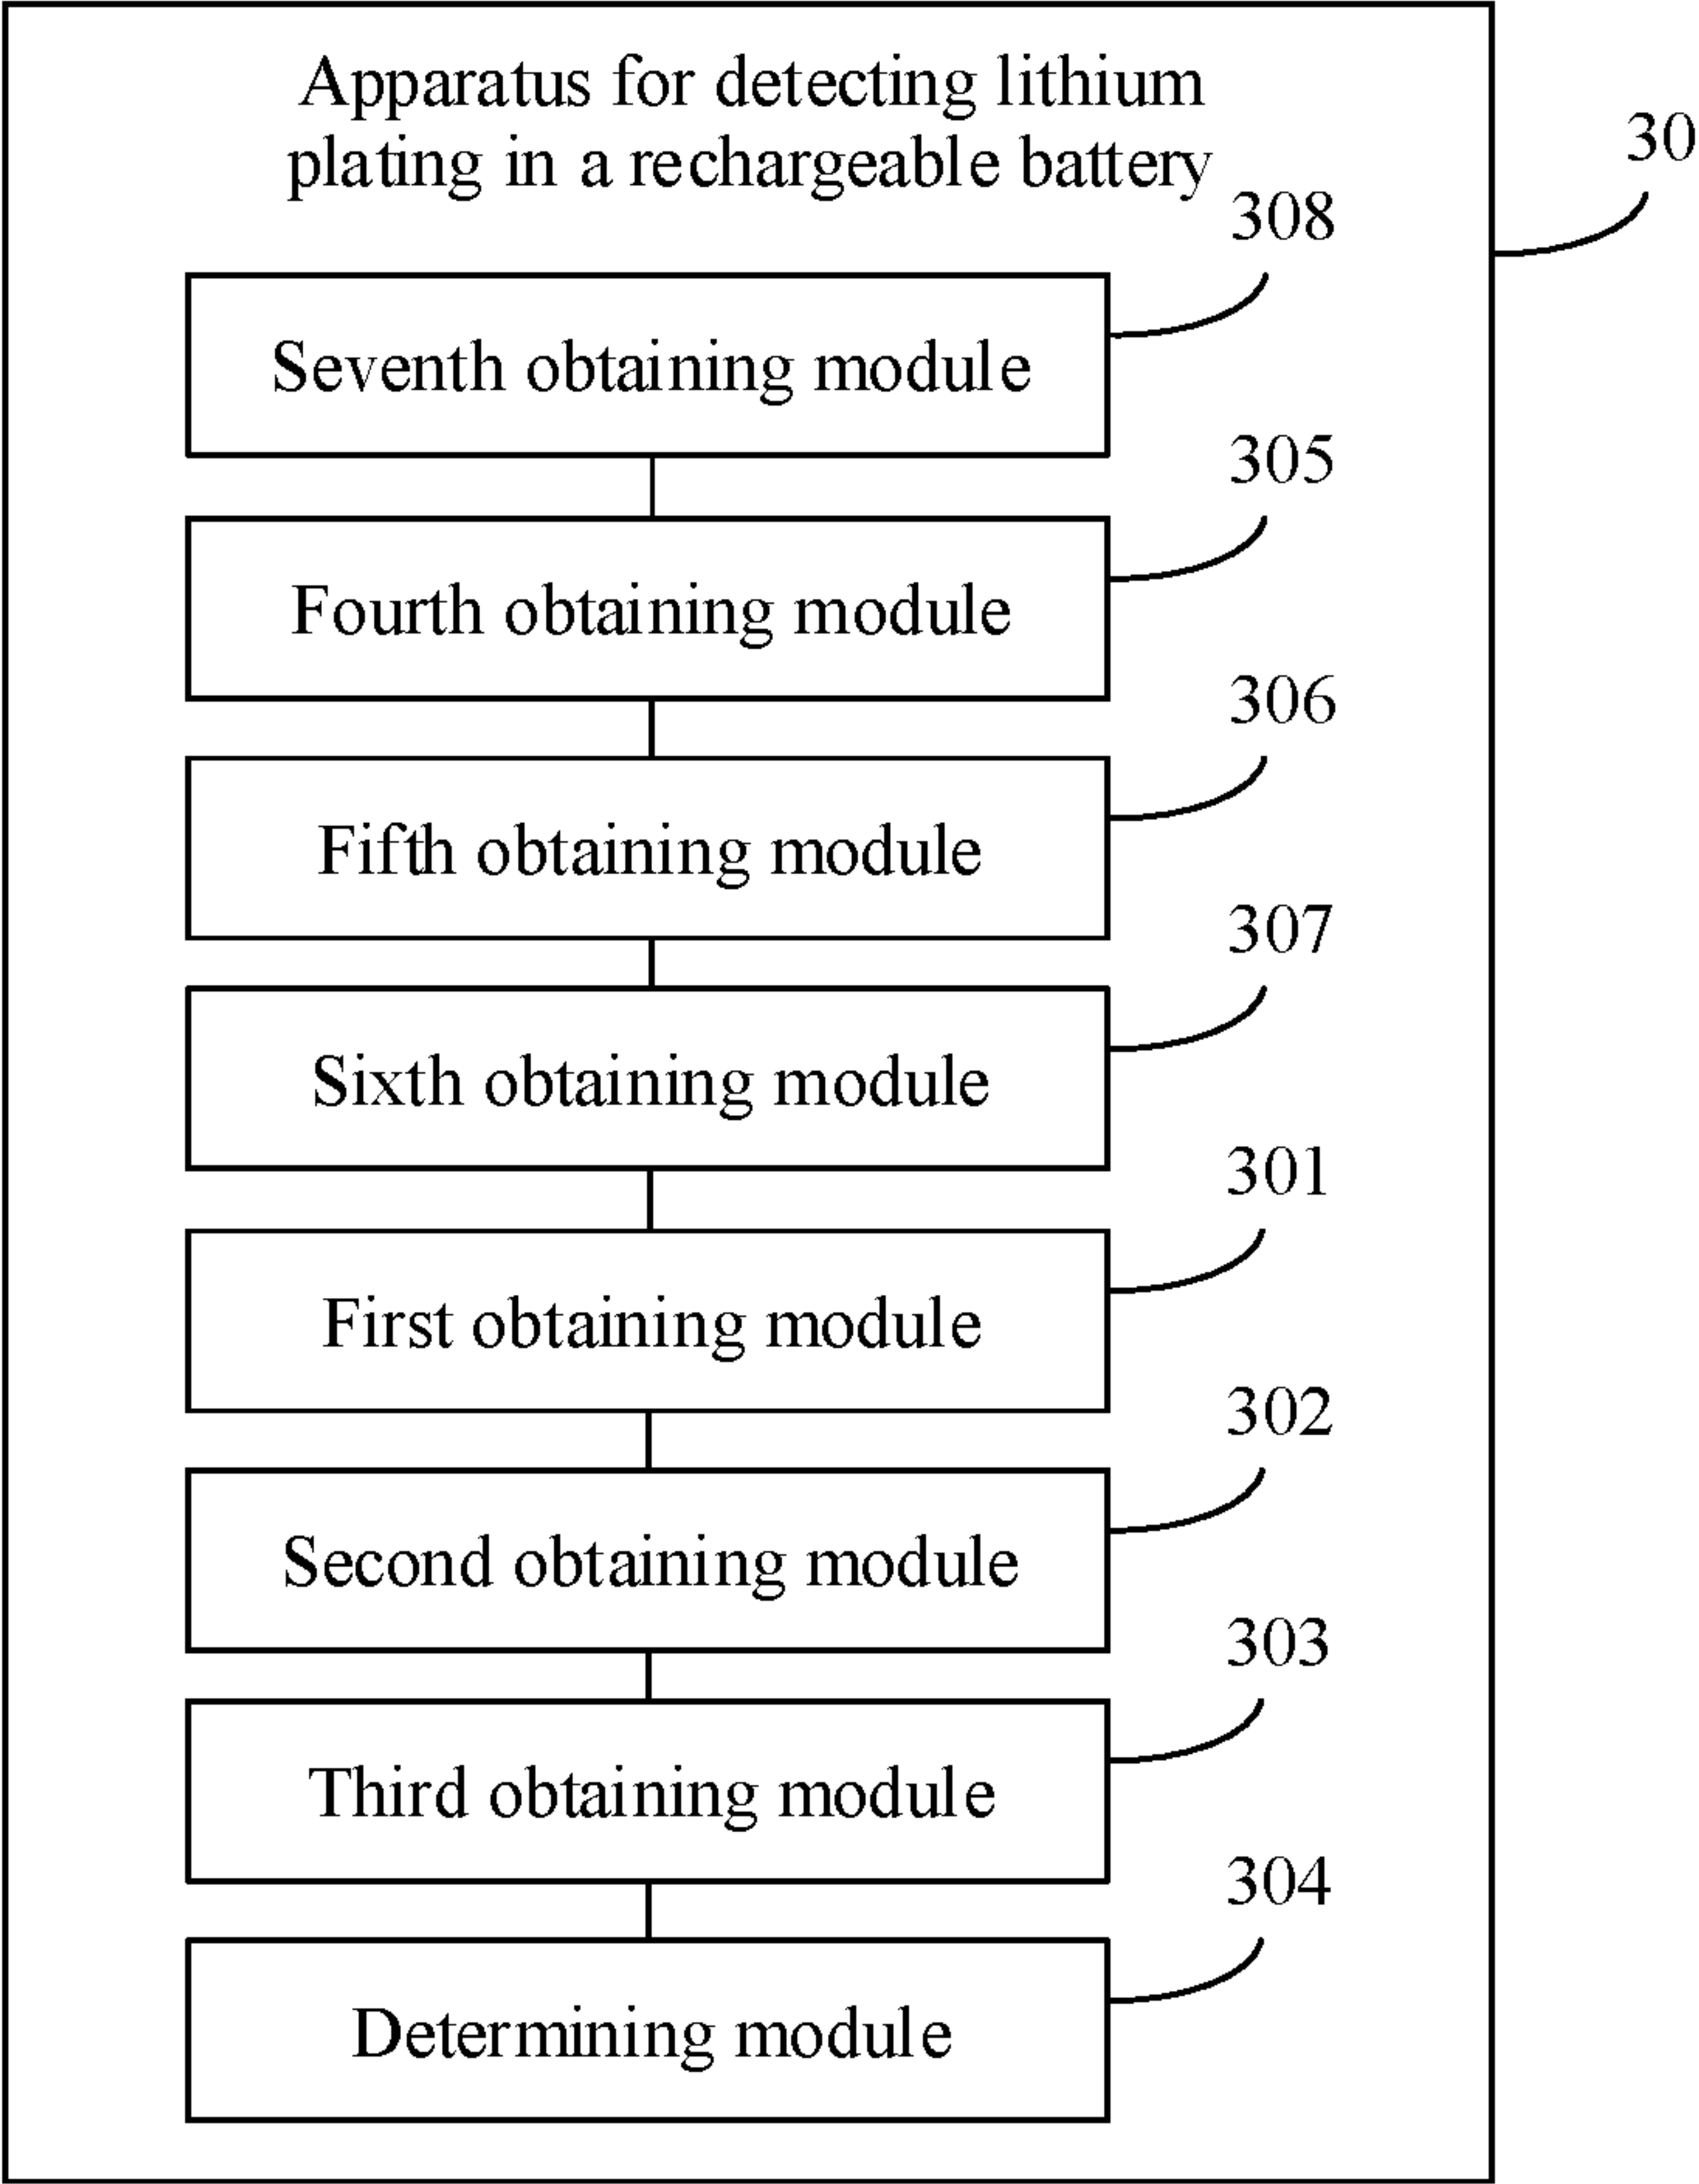 Apparatus for detecting lithium
plating in a rechargeable battery
30
308
Seventh obtaining module
305
Fourth obtaining module
306
Fifth obtaining module
307
Sixth obtaining module
301
First obtaining module
302
Second obtaining module
303
Third obtaining module
304
Determining module